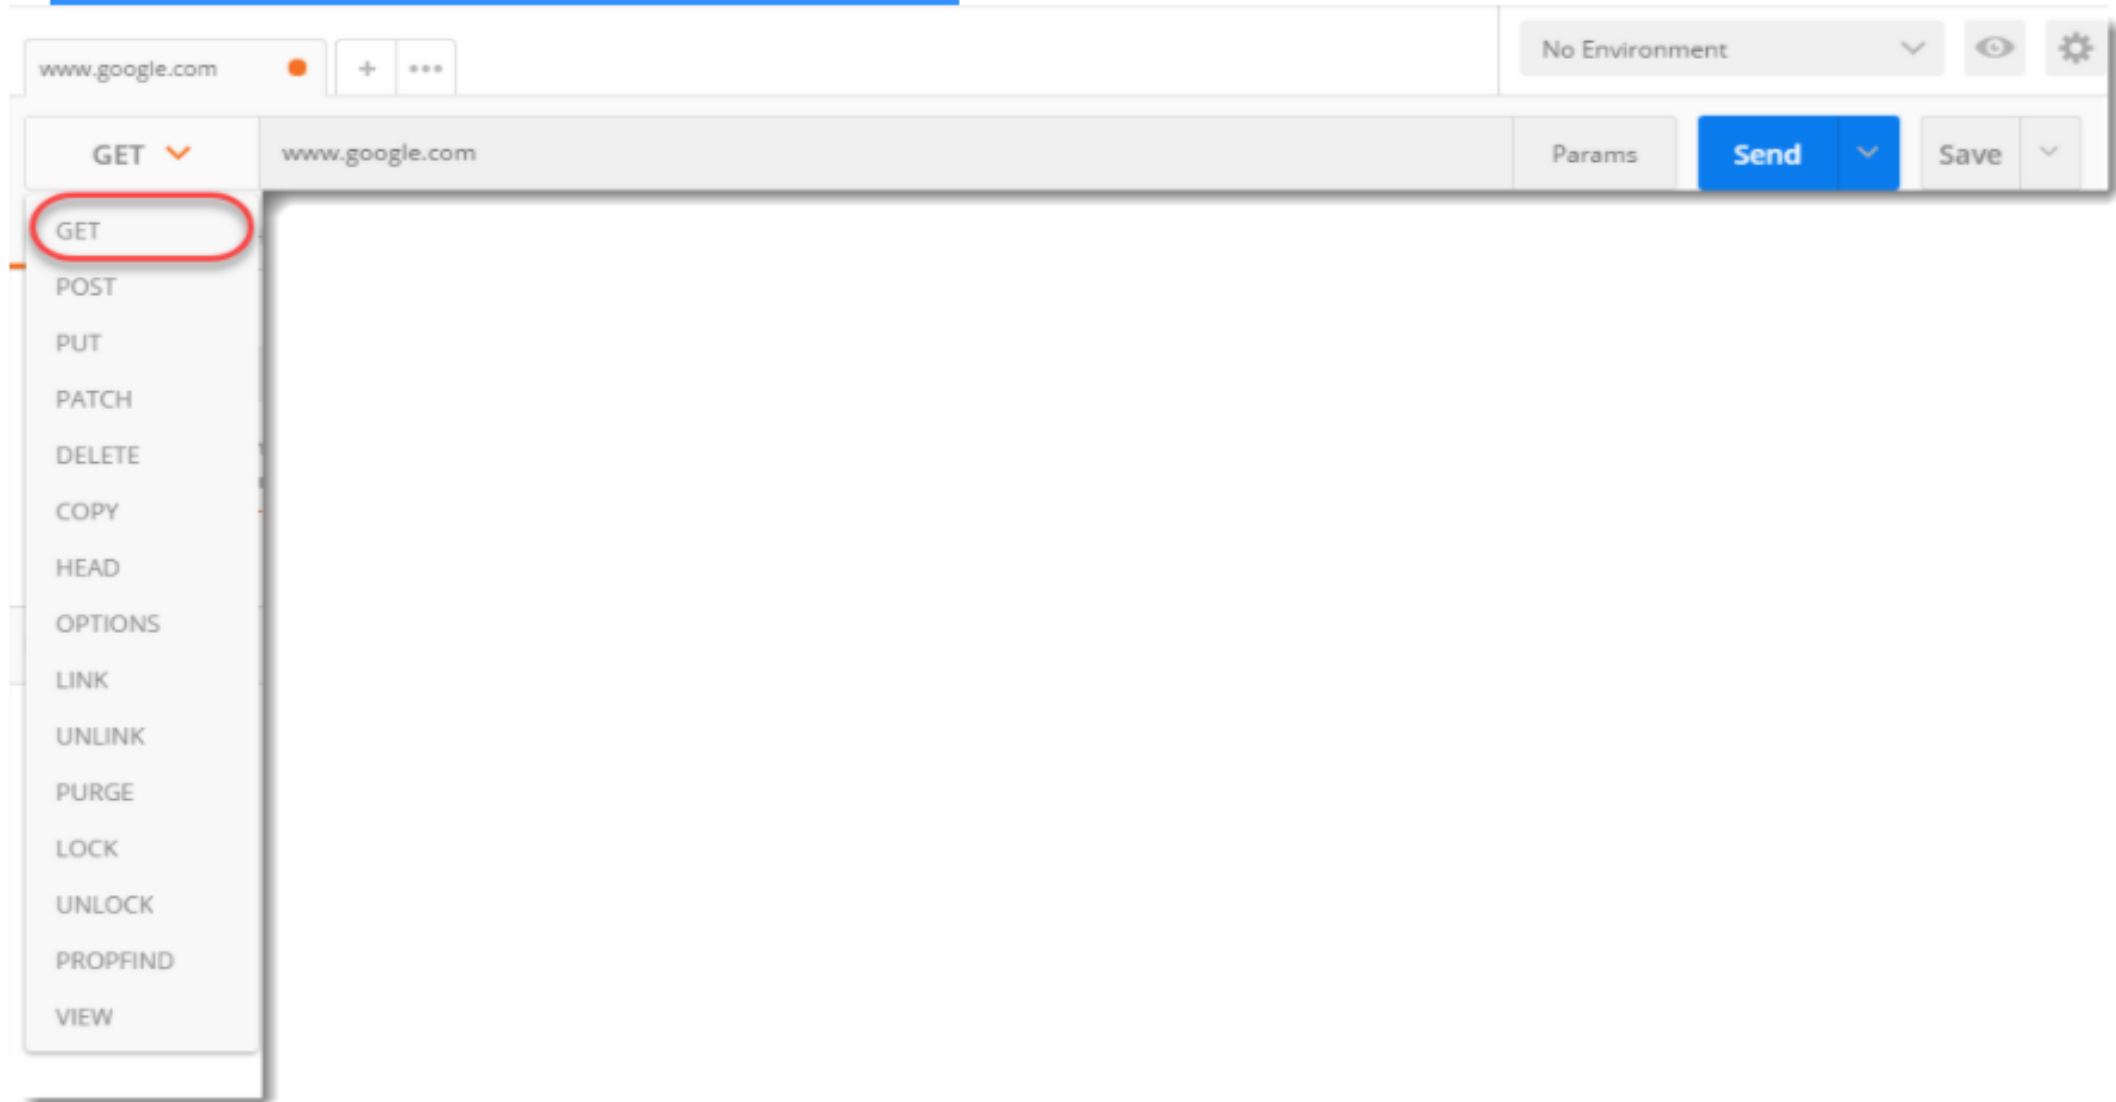 www.google.com
No Environment
GET www.google.com Params Send Save
GET
POST
PUT
PATCH
DELETE
COPY
HEAD
OPTIONS
LINK
UNLINK
PURGE
LOCK
UNLOCK
PROPFIND
VIEW